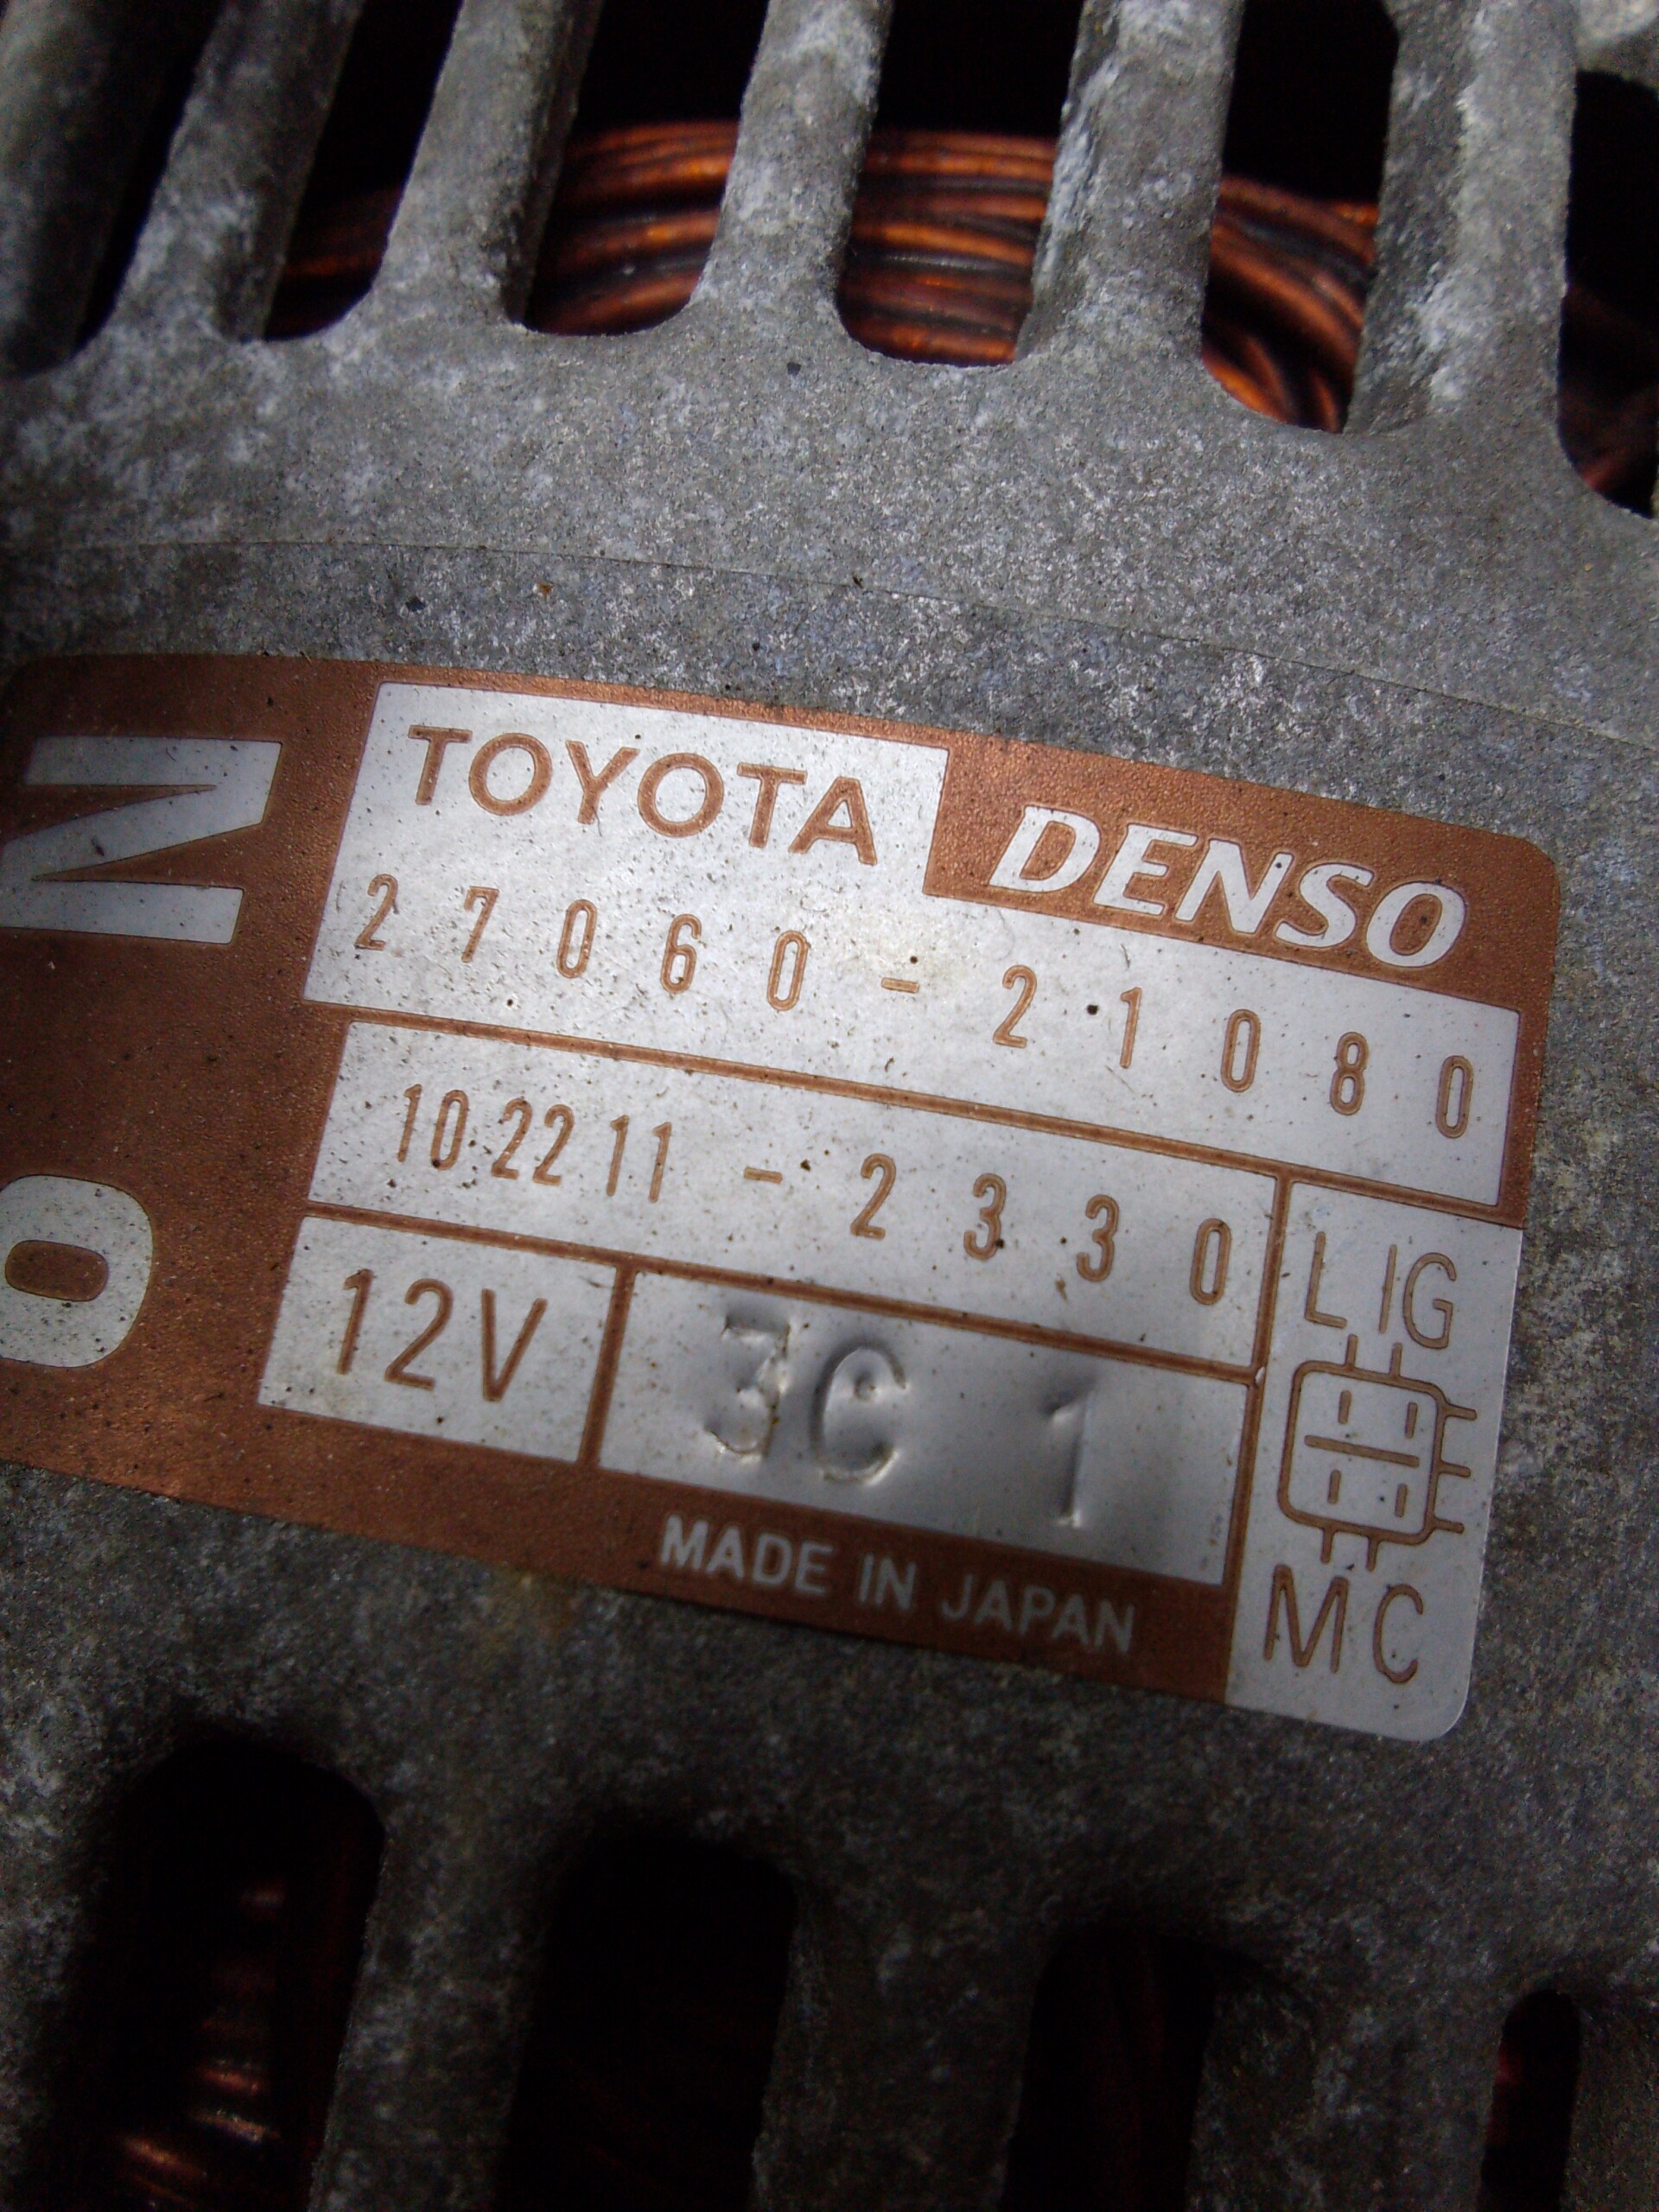 TOYOTA DENSO
27060-21080
102211-2330
LIG
12V 3C 1
MC
MADE IN JAPAN
N